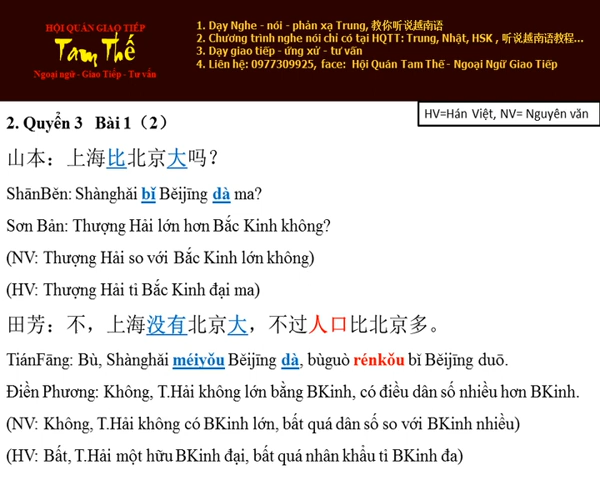 HỘI QUÁN GIAO TIẾP
Tam Thế
Ngoại ngữ - Giao Tiếp - Tư vấn
1. Dạy Nghe - nói - phản xạ Trung, 教你听说越南语
2. Chương trình nghe nói chỉ có tại HQTT: Trung, Nhật, HSK , 听说越南语教程...
3. Dạy giao tiếp - ứng xử - tư vấn
4. Liên hệ: 0977309925, face: Hội Quán Tam Thế - Ngoại Ngữ Giao Tiếp
HV=Hán Việt, NV= Nguyên văn
2. Quyển 3 Bài 1（2）
山本：上海比北京大吗？
ShānBěn: Shànghǎi bǐ Běijīng dà ma?
Sơn Bản: Thượng Hải lớn hơn Bắc Kinh không?
(NV: Thượng Hải so với Bắc Kinh lớn không)
(HV: Thượng Hải tỉ Bắc Kinh đại ma)
田芳：不，上海没有北京大，不过人口比北京多。
TiánFāng: Bù, Shànghǎi méiyǒu Běijīng dà, bùguò rénkǒu bǐ Běijīng duō.
Điền Phương: Không, T.Hải không lớn bằng BKinh, có điều dân số nhiều hơn BKinh.
(NV: Không, T.Hải không có BKinh lớn, bất quá dân số so với BKinh nhiều)
(HV: Bất, T.Hải một hữu BKinh đại, bất quá nhân khẩu tỉ BKinh đa)